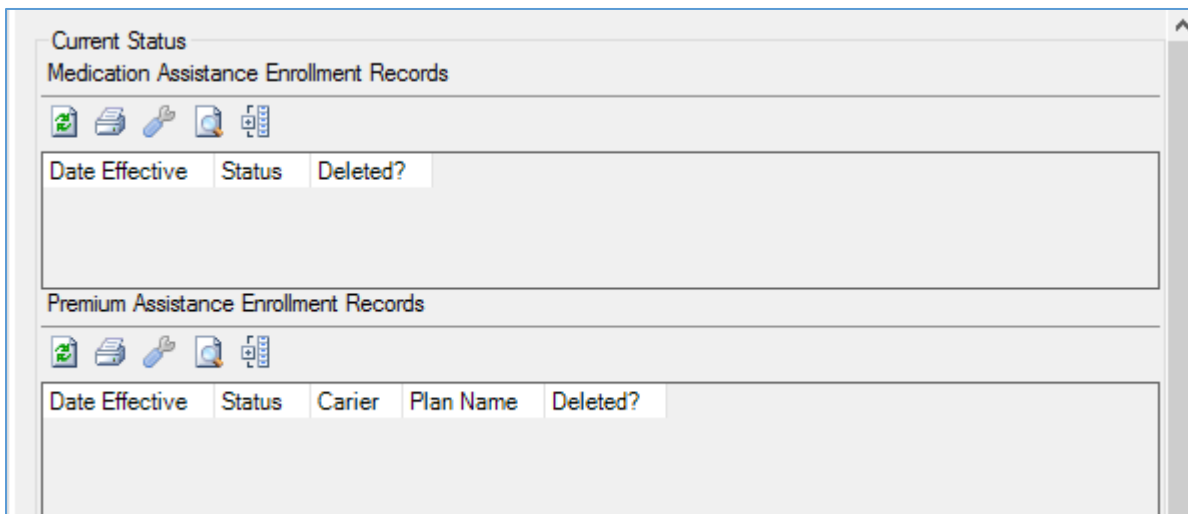 Current Status
Medication Assistance Enrollment Records
Date Effective Status Deleted?
Premium Assistance Enrollment Records
Date Effective Status Carier Plan Name Deleted?